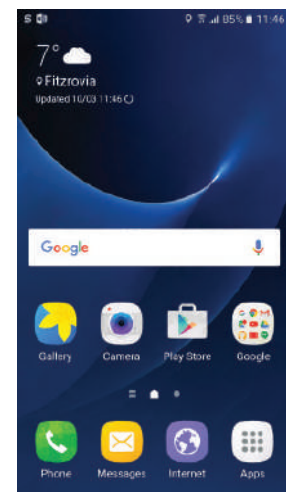 S 85% 11:46
7°
Fitzrovia
Updated 10/03 11:46
Google
Gallery Camera Play Store Google
Phone Messages Internet Apps